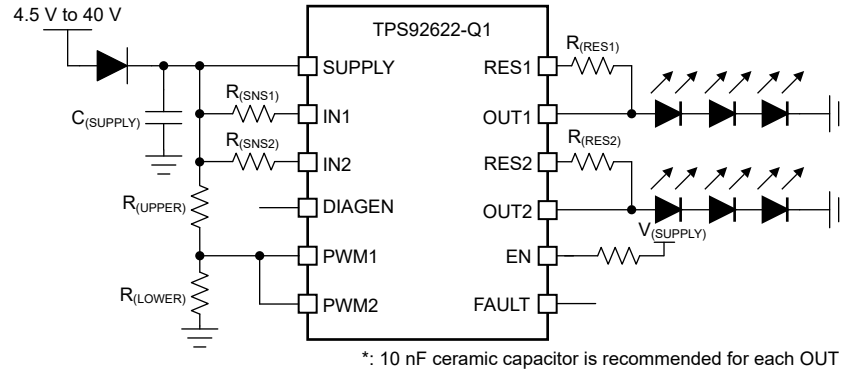 4.5 V to 40 V
TPS92622-Q1
SUPPLY
RES1
R(RES1)
R(SNS1)
IN1
OUT1
C(SUPPLY)
R(SNS2)
IN2
RES2
R(RES2)
R(UPPER)
DIAGEN
OUT2
V(SUPPLY)
PWM1
EN
R(LOWER)
PWM2
FAULT
*: 10 nF ceramic capacitor is recommended for each OUT